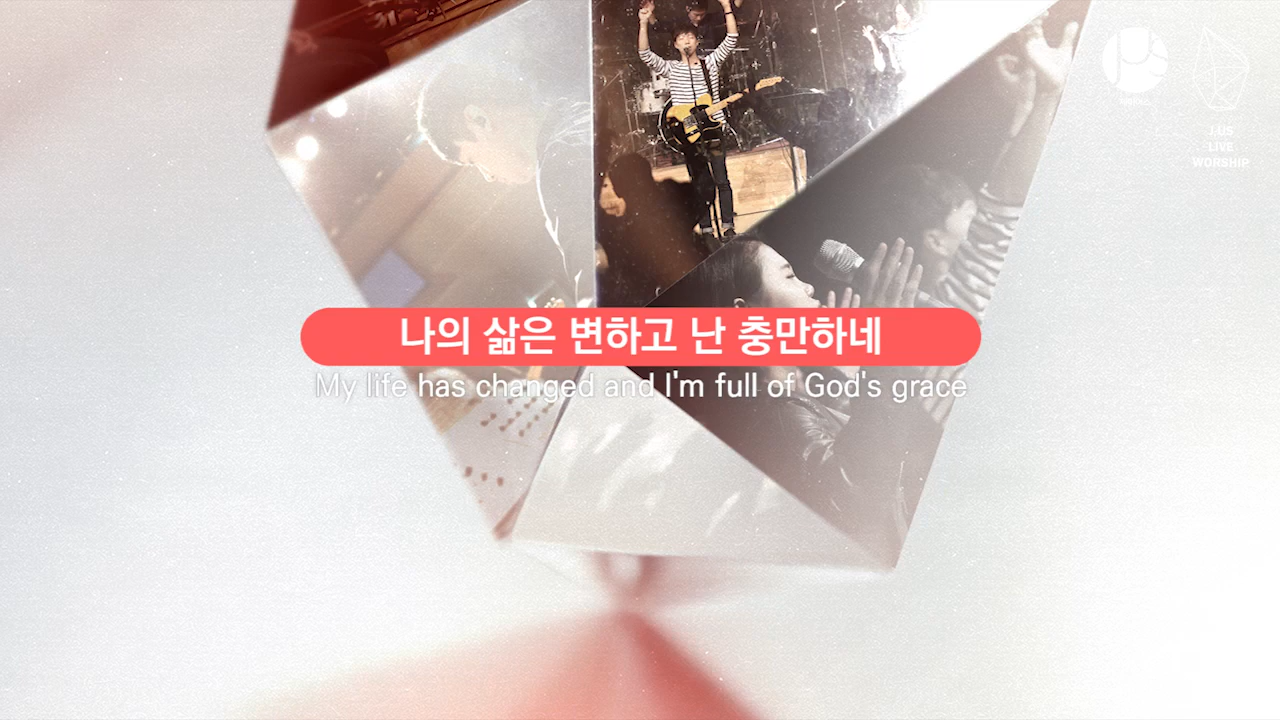 J.US
LIVE
WORSHIP
나의 삶은 변하고 난 충만하네
My life has changed and I'm full of God's grace